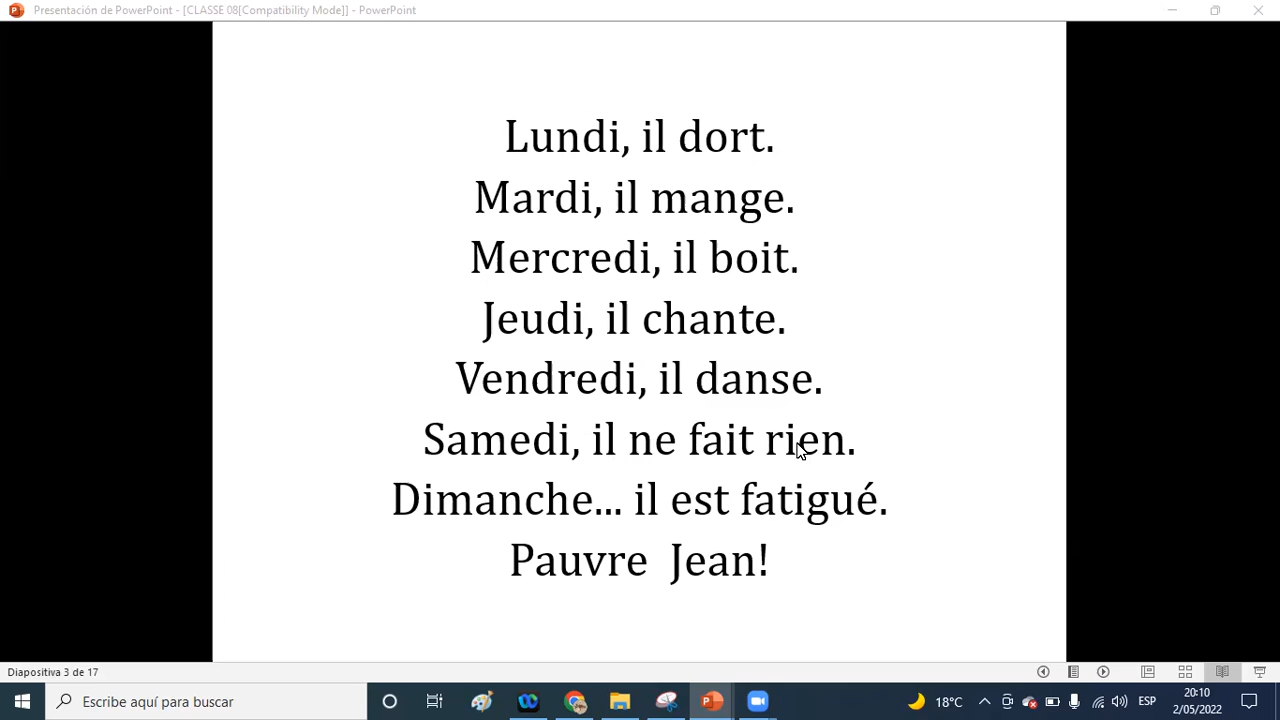 Presentación de PowerPoint - [CLASSE 08[Compatibility Mode]] - PowerPoint
Lundi, il dort.
Mardi, il mange.
Mercredi, il boit.
Jeudi, il chante.
Vendredi, il danse.
Samedi, il ne fait rien.
Dimanche... il est fatigué.
Pauvre  Jean!
Diapositiva 3 de 17
Escribe aquí para buscar
18°C
ESP
20:10
2/05/2022